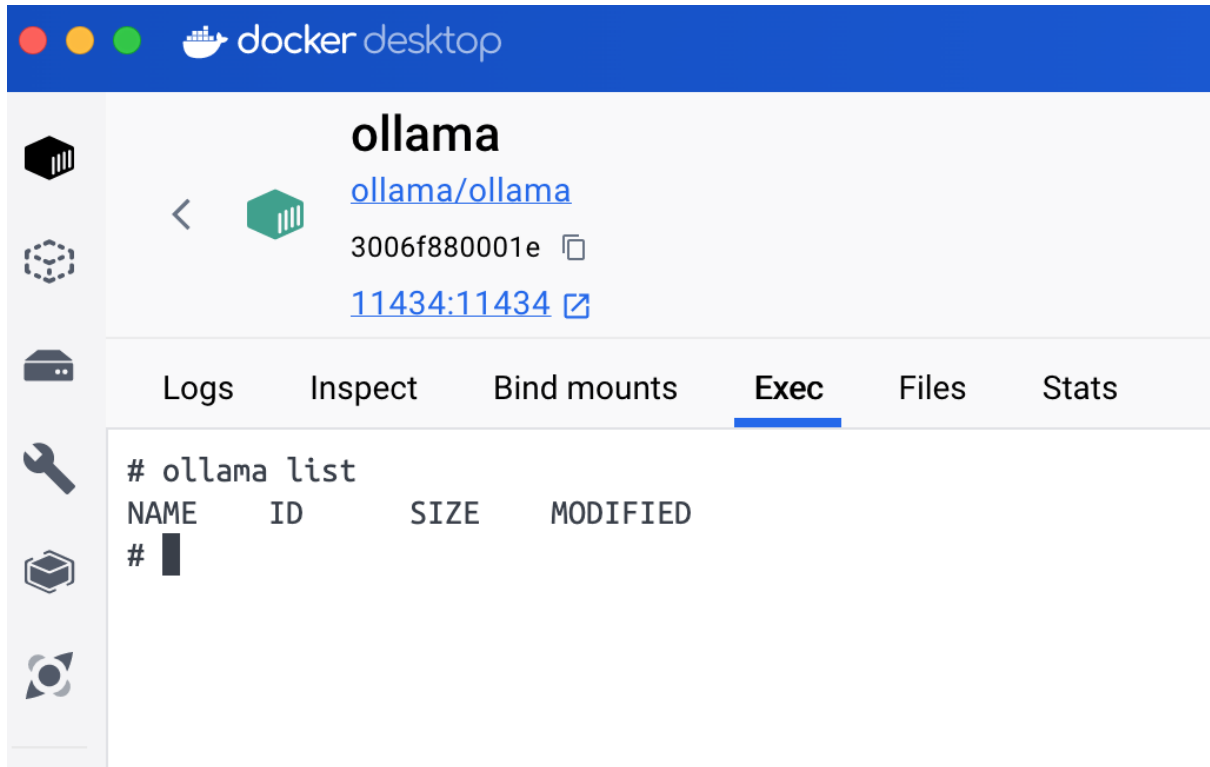 docker desktop
ollama
ollama/ollama
3006f880001e
11434:11434
Logs Inspect Bind mounts Exec Files Stats
# ollama list
NAME ID SIZE MODIFIED
#